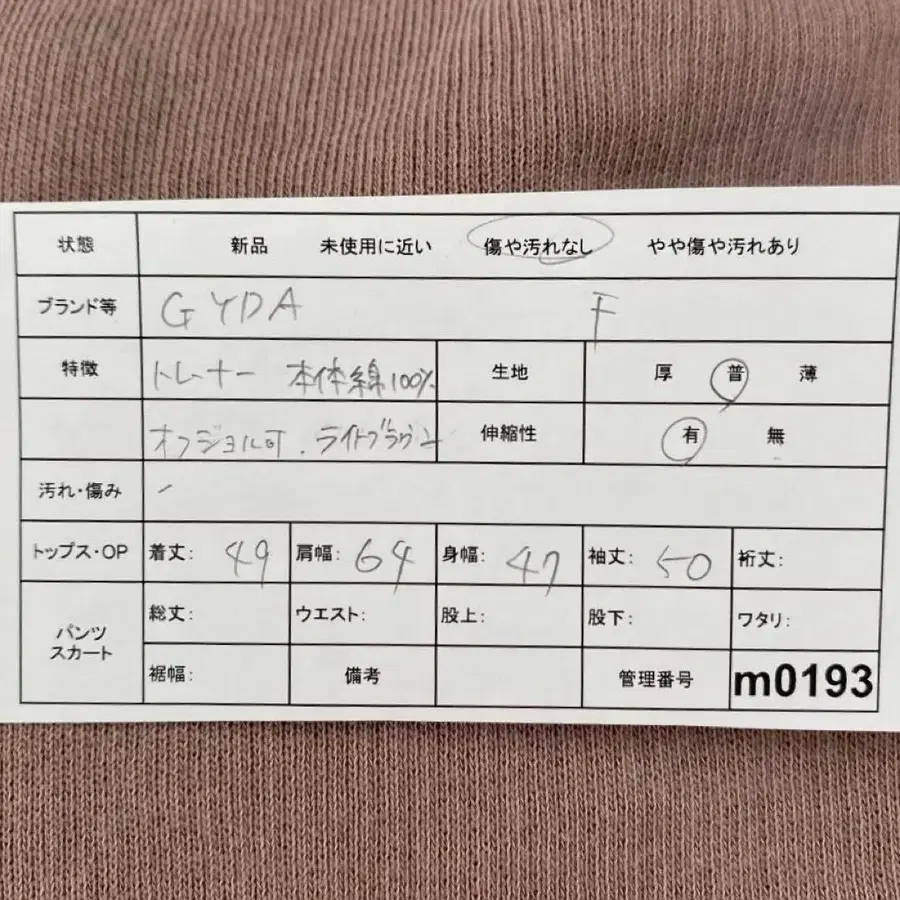 状態 新品 未使用に近い 傷や汚れなし やや傷や汚れあり
ブランド等 GYDA F
特徴 トレーナー 本体綿100% 生地 厚 普 薄
オフショル可.ライトブラウン 伸縮性 有 無
汚れ・傷み -
トップス・OP 着丈: 49 肩幅: 64 身幅: 47 袖丈: 50 裄丈:
パンツ スカート 総丈: ウエスト: 股上: 股下: ワタリ:
裾幅: 備考 管理番号 m0193